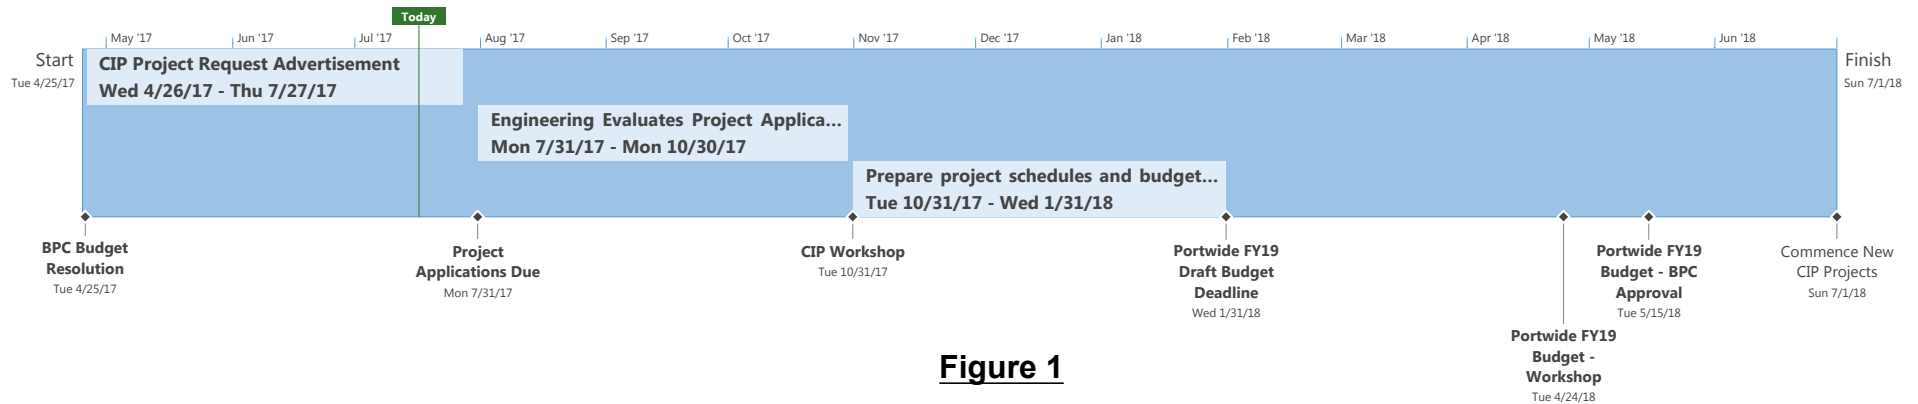 Today
May '17
Jun '17
Jul '17
Aug '17
Sep '17
Oct '17
Nov '17
Dec '17
Jan '18
Feb '18
Mar '18
Apr '18
May '18
Jun '18
Start
Tue 4/25/17
CIP Project Request Advertisement
Wed 4/26/17 - Thu 7/27/17
Engineering Evaluates Project Applica...
Mon 7/31/17 - Mon 10/30/17
Prepare project schedules and budget...
Tue 10/31/17 - Wed 1/31/18
Finish
Sun 7/1/18
BPC Budget
Resolution
Tue 4/25/17
Project
Applications Due
Mon 7/31/17
CIP Workshop
Tue 10/31/17
Portwide FY19
Draft Budget
Deadline
Wed 1/31/18
Portwide FY19
Budget -
Workshop
Tue 4/24/18
Portwide FY19
Budget - BPC
Approval
Tue 5/15/18
Commence New
CIP Projects
Sun 7/1/18
Figure 1